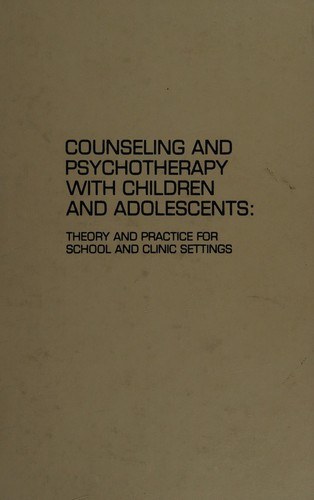 COUNSELING AND
PSYCHOTHERAPY
WITH CHILDREN
AND ADOLESCENTS:
THEORY AND PRACTICE FOR
SCHOOL AND CLINIC SETTINGS